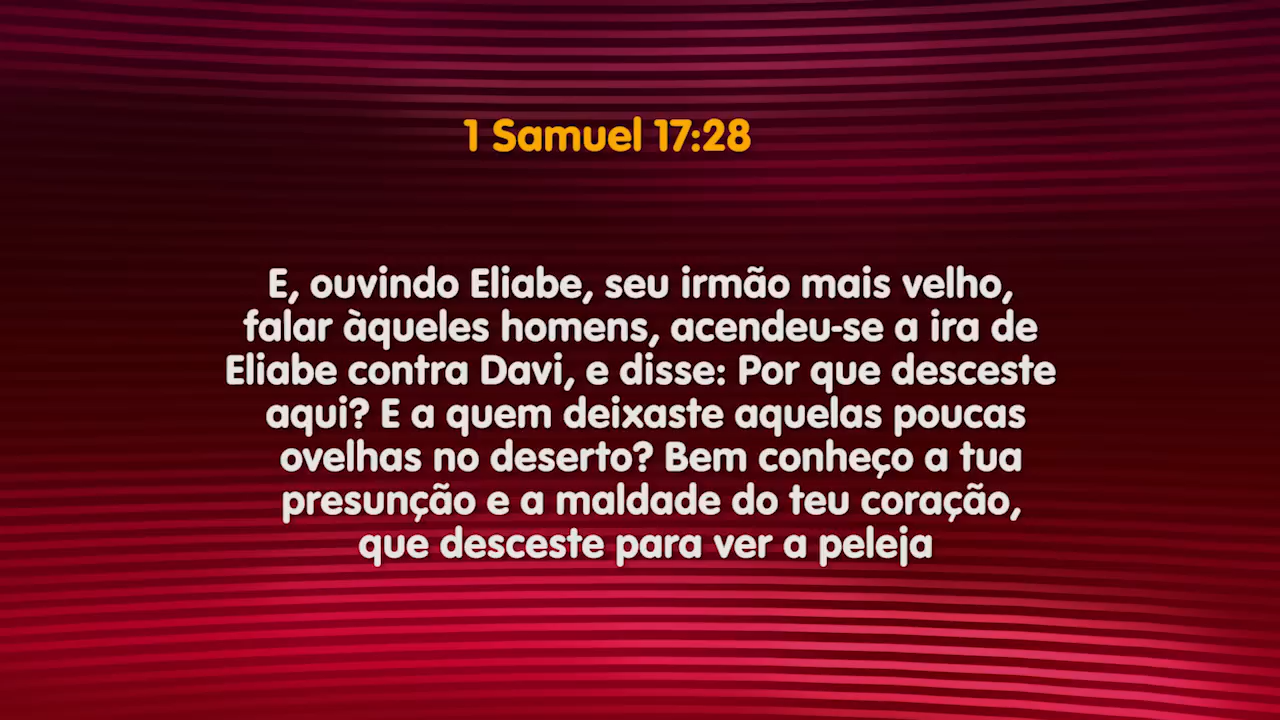 1 Samuel 17:28
E, ouvindo Eliabe, seu irmão mais velho,
falar àqueles homens, acendeu-se a ira de
Eliabe contra Davi, e disse: Por que desceste
aqui? E a quem deixaste aquelas poucas
ovelhas no deserto? Bem conheço a tua
presunção e a maldade do teu coração,
que desceste para ver a peleja